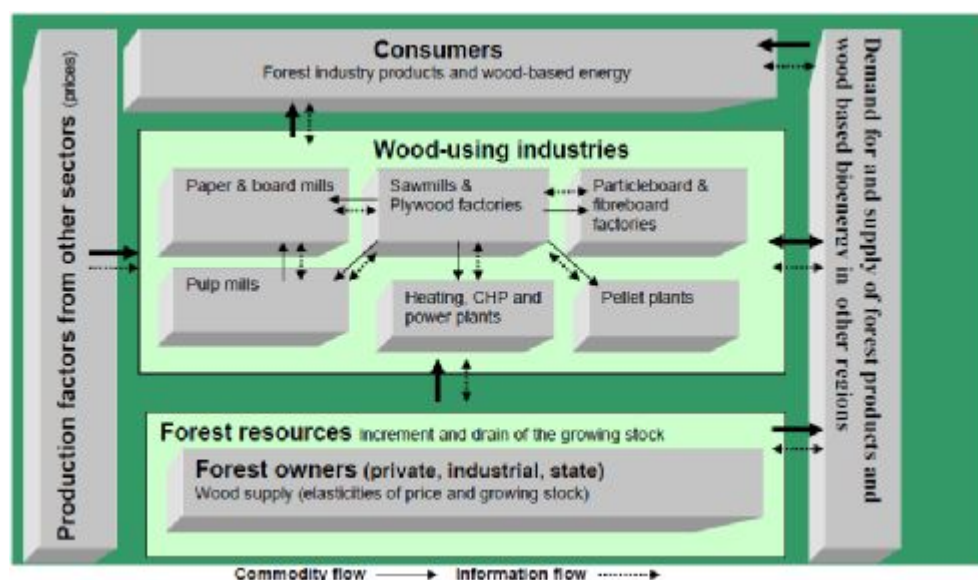 Production factors from other sectors (prices)
Consumers
Forest industry products and wood-based energy
Wood-using industries
Paper & board mills
Sawmills &
Plywood factories
Particleboard &
fibreboard
factories
Pulp mills
Heating, CHP and
power plants
Pellet plants
Forest resources Increment and drain of the growing stock
Forest owners (private, industrial, state)
Wood supply (elasticities of price and growing stock)
Demand for and supply of forest products and
wood based bioenergy in other regions
Commodity flow
Information flow